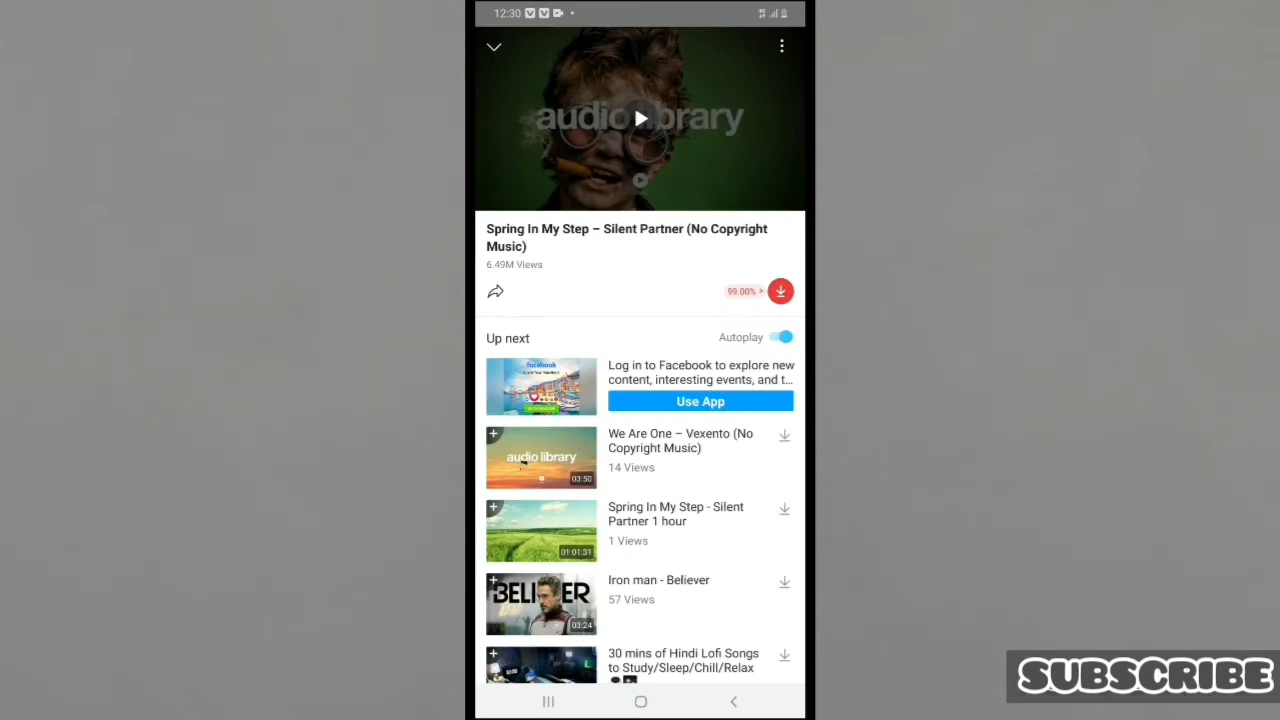 12:30
audio library
Spring In My Step – Silent Partner (No Copyright
Music)
6.49M Views
99.00% >
Up next
Autoplay
facebook
Log in to Facebook to explore new
content, interesting events, and t...
Use App
audio library
03:50
We Are One – Vexento (No
Copyright Music)
14 Views
01:01:31
Spring In My Step - Silent
Partner 1 hour
1 Views
BELIEVER
03:24
Iron man - Believer
57 Views
30 mins of Hindi Lofi Songs
to Study/Sleep/Chill/Relax
SUBSCRIBE